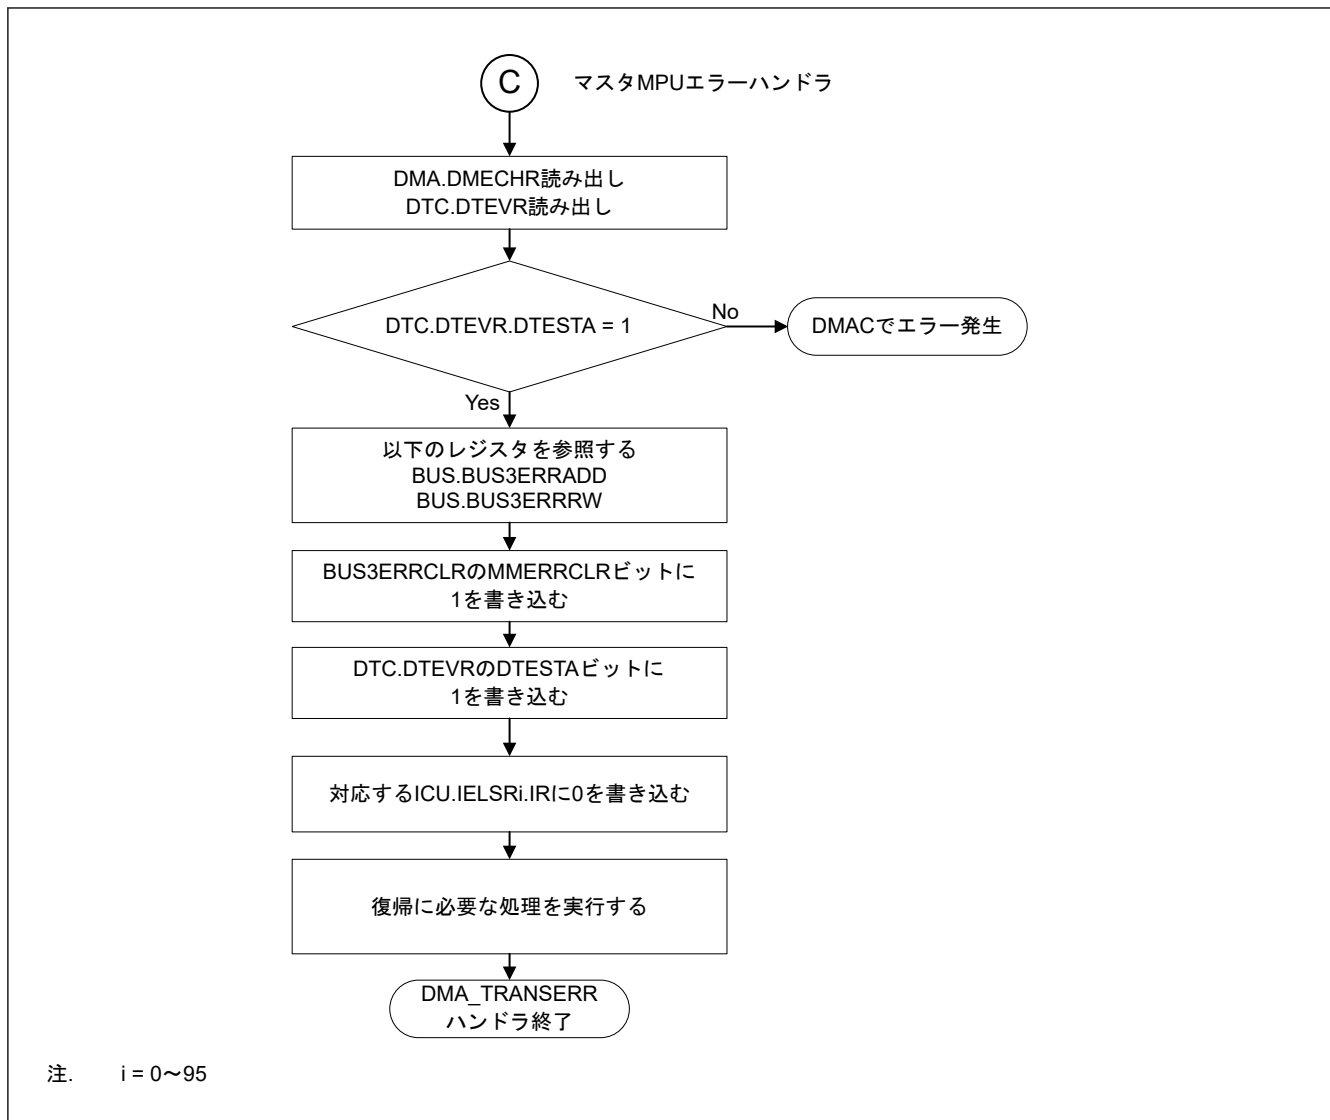 C
マスタMPUエラーハンドラ
DMA.DMECHR読み出し
DTC.DTEVR読み出し
DTC.DTEVR.DTESTA = 1
No
DMACでエラー発生
Yes
以下のレジスタを参照する
BUS.BUS3ERRADD
BUS.BUS3ERRRW
BUS3ERRCLRのMMERRCLRビットに
1を書き込む
DTC.DTEVRのDTESTAビットに
1を書き込む
対応するICU.IELSRi.IRに0を書き込む
復帰に必要な処理を実行する
DMA_TRANSERR
ハンドラ終了
注. i = 0～95